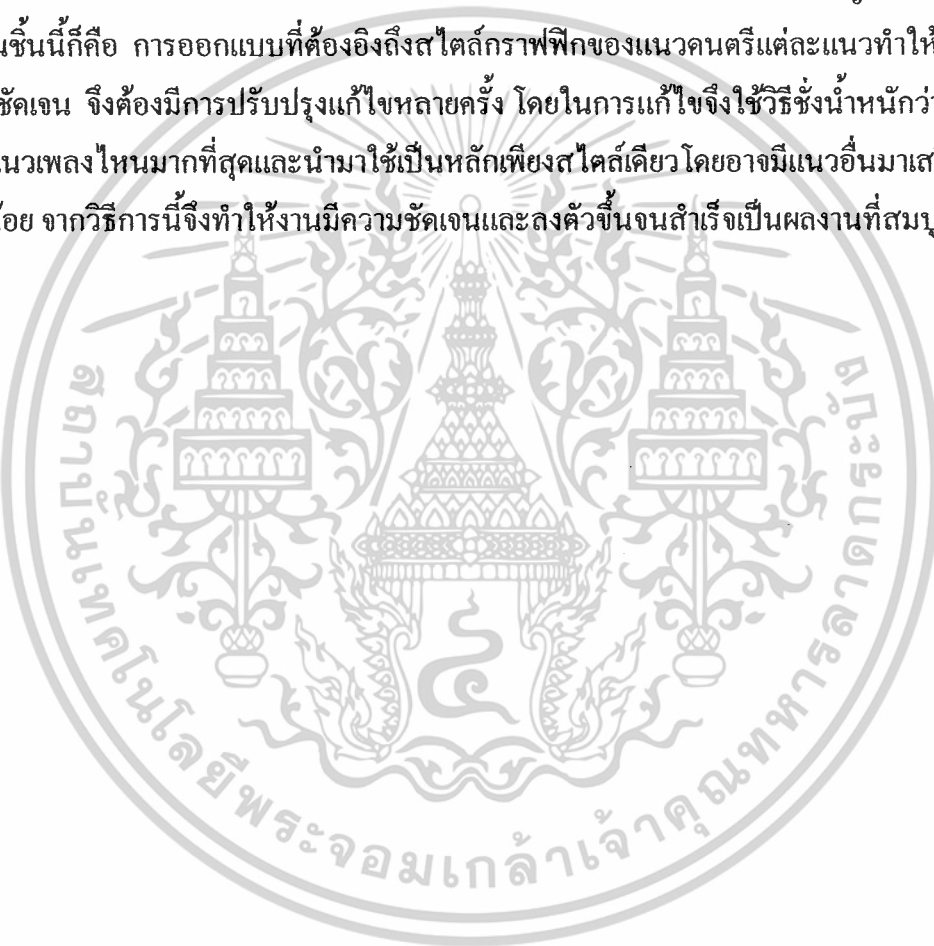 นชิ้นนี้ก็คือ การออกแบบที่ต้องอิงถึงสไตล์กราฟฟิกของแนวดนตรีแต่ละแนวทำให้
ชัดเจน จึงต้องมีการปรับปรุงแก้ไขหลายครั้ง โดยในการแก้ไขจึงใช้วิธีชั่งน้ำหนักว่า
นวเพลงไหนมากที่สุดและนำมาใช้เป็นหลักเพียงสไตล์เดียวโดยอาจมีแนวอื่นมาเส
้อย จากวิธีการนี้จึงทำให้งานมีความชัดเจนและลงตัวขึ้นจนสำเร็จเป็นผลงานที่สมบู
สถาบันเทคโนโลยีพระจอมเกล้าเจ้าคุณทหารลาดกระบัง
๔